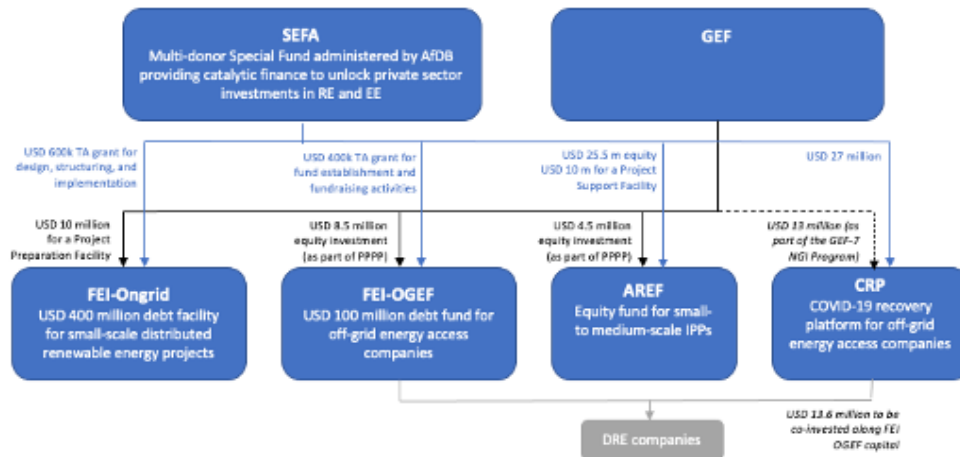 SEFA
Multi-donor Special Fund administered by AfDB
providing catalytic finance to unlock private sector
investments in RE and EE
GEF
USD 600k TA grant for
design, structuring, and
implementation
USD 400k TA grant for
fund establishment and
fundraising activities
USD 25.5 m equity
USD 10 m for a Project
Support Facility
USD 27 million
USD 10 million
for a Project
Preparation Facility
USD 8.5 million
equity investment
(as part of PPPP)
USD 4.5 million
equity investment
(as part of PPPP)
USD 13 million (as
part of the GEF-7
NGI Program)
FEI-Ongrid
USD 400 million debt facility
for small-scale distributed
renewable energy projects
FEI-OGEF
USD 100 million debt fund for
off-grid energy access
companies
AREF
Equity fund for small-
to medium-scale IPPs
CRP
COVID-19 recovery
platform for off-grid
energy access companies
DRE companies
USD 13.6 million to be
co-invested along FEI
OGEF capital